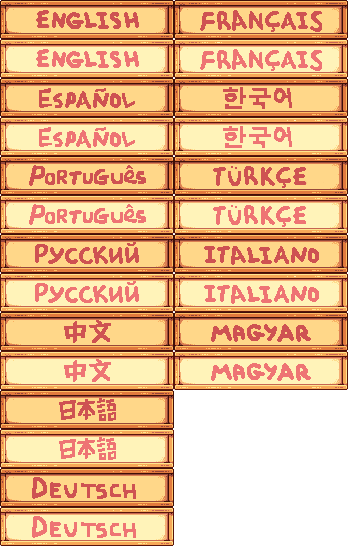 ENGLISH FRANÇAIS
ENGLISH FRANÇAIS
ESPAÑOL 한국어
ESPAÑOL 한국어
PORTUGUÊS TÜRKÇE
PORTUGUÊS TÜRKÇE
РУССКИЙ ITALIANO
РУССКИЙ ITALIANO
中文 MAGYAR
中文 MAGYAR
日本語
日本語
DEUTSCH
DEUTSCH